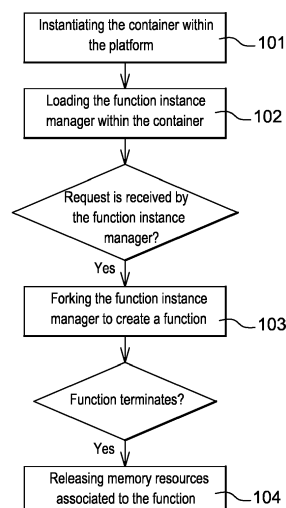 Instantiating the container within
the platform
101
Loading the function instance
manager within the container
102
Request is received by
the function instance
manager?
Yes
Forking the function instance
manager to create a function
103
Function terminates?
Yes
Releasing memory resources
associated to the function
104